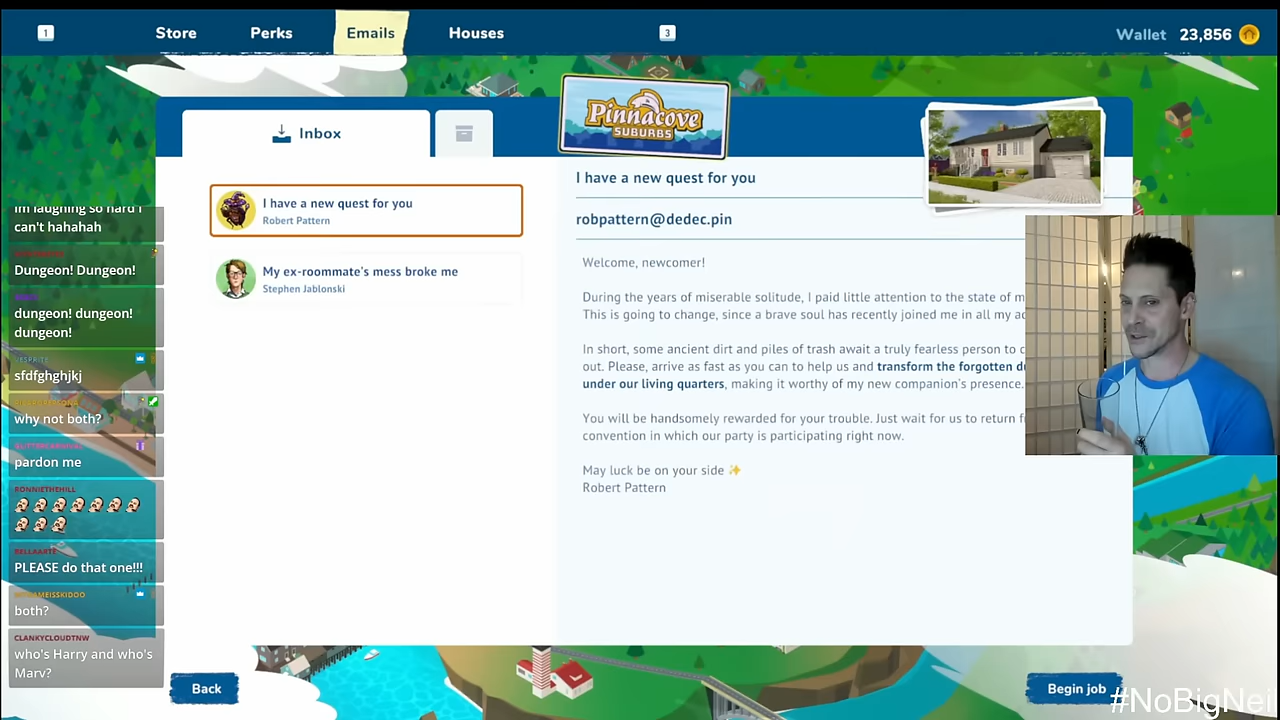 1
Store
Perks
Emails
Houses
3
Wallet 23,856
Pinnacove
SUBURBS
Inbox
I have a new quest for you
Robert Pattern
My ex-roommate's mess broke me
Stephen Jablonski
I have a new quest for you
robpattern@dedec.pin
Welcome, newcomer!
During the years of miserable solitude, I paid little attention to the state of m
This is going to change, since a brave soul has recently joined me in all my ad
In short, some ancient dirt and piles of trash await a truly fearless person to c
out. Please, arrive as fast as you can to help us and transform the forgotten du
under our living quarters, making it worthy of my new companion's presence.
You will be handsomely rewarded for your trouble. Just wait for us to return f
convention in which our party is participating right now.
May luck be on your side ✨
Robert Pattern
im laughing so hard i
can't hahahah
Dungeon! Dungeon!
dungeon! dungeon!
dungeon!
sfdfghghjkj
why not both?
pardon me
RONNIETHEHILL
BELLAARTE
PLEASE do that one!!!
both?
CLANKYCLOUDTNW
who's Harry and who's
Marv?
Back
Begin job
#NoBigNei